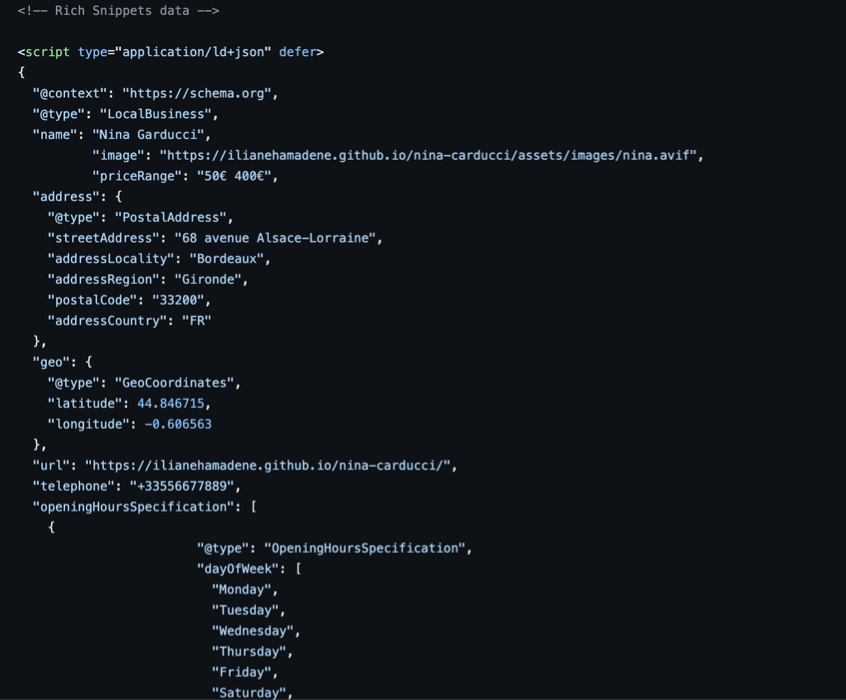 <!-- Rich Snippets data -->
<script type="application/ld+json" defer>
{
"@context": "https://schema.org",
"@type": "LocalBusiness",
"name": "Nina Garducci",
"image": "https://ilianehamadene.github.io/nina-carducci/assets/images/nina.avif",
"priceRange": "50€ 400€",
"address": {
"@type": "PostalAddress",
"streetAddress": "68 avenue Alsace-Lorraine",
"addressLocality": "Bordeaux",
"addressRegion": "Gironde",
"postalCode": "33200",
"addressCountry": "FR"
},
"geo": {
"@type": "GeoCoordinates",
"latitude": 44.846715,
"longitude": -0.606563
},
"url": "https://ilianehamadene.github.io/nina-carducci/",
"telephone": "+33556677889",
"openingHoursSpecification": [
{
"@type": "OpeningHoursSpecification",
"dayOfWeek": [
"Monday",
"Tuesday",
"Wednesday",
"Thursday",
"Friday",
"Saturday",